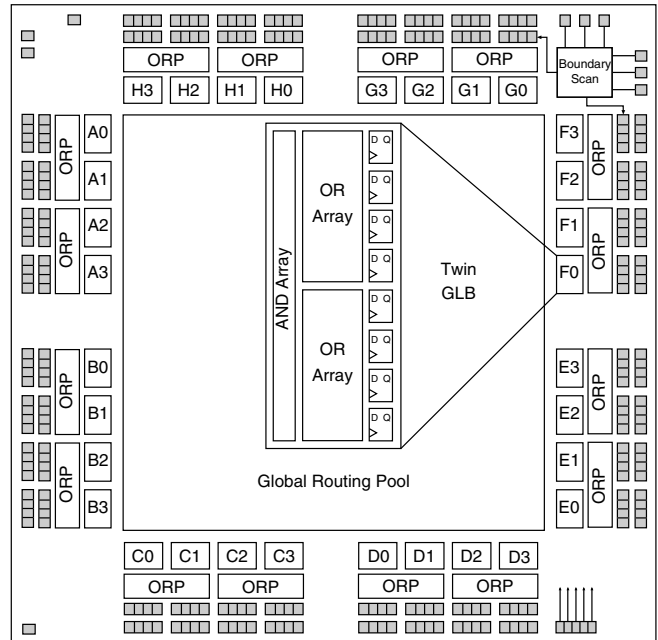 ORP ORP ORP ORP
Boundary
Scan
H3 H2 H1 H0 G3 G2 G1 G0
A0
A1
ORP
A2
A3
ORP
B0
B1
ORP
B2
B3
ORP
AND Array
OR
Array
OR
Array
D Q
D Q
D Q
D Q
D Q
D Q
D Q
D Q
Twin
GLB
Global Routing Pool
F3
F2
ORP
F1
F0
ORP
E3
E2
ORP
E1
E0
ORP
C0 C1 C2 C3 D0 D1 D2 D3
ORP ORP ORP ORP